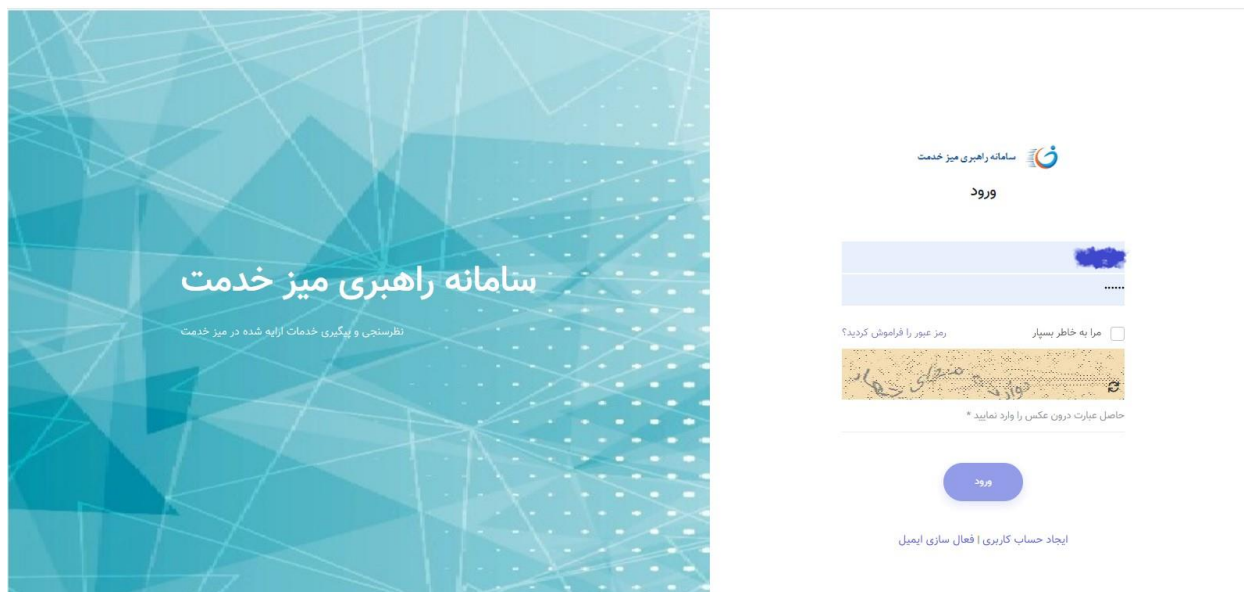 سامانه راهبری میز خدمت
ورود
سامانه راهبری میز خدمت
نظرسنجی و پیگیری خدمات ارایه شده در میز خدمت
مرا به خاطر بسپار
رمز عبور را فراموش کردید؟
حاصل عبارت درون عکس را وارد نمایید *
ورود
ایجاد حساب کاربری | فعال سازی ایمیل